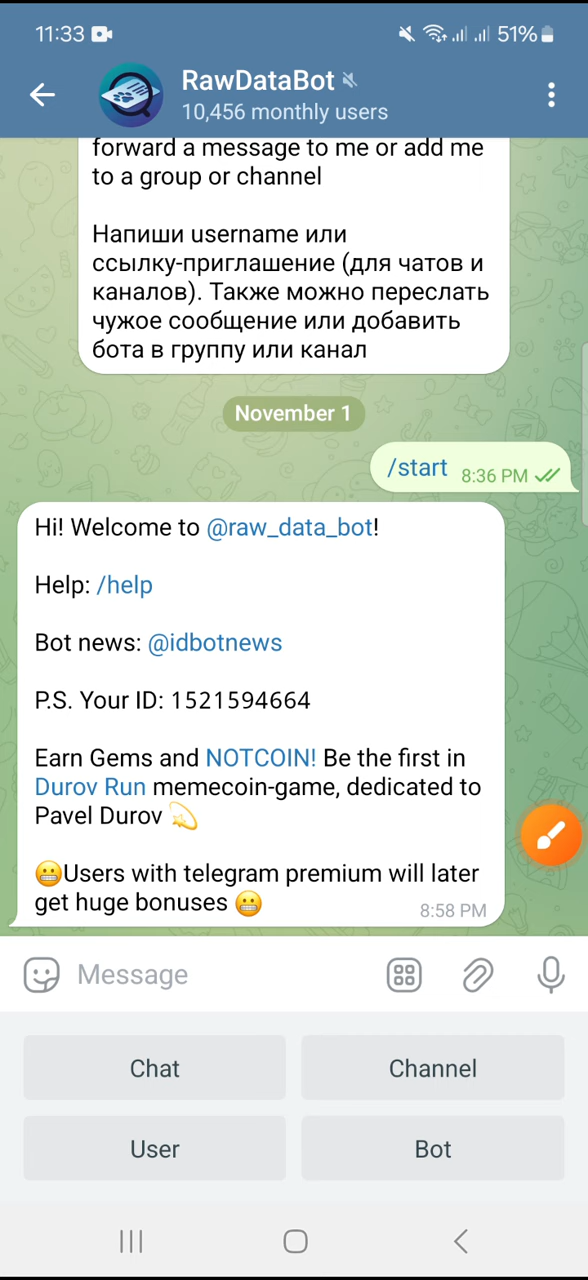 11:33
51%
RawDataBot
10,456 monthly users
forward a message to me or add me
to a group or channel
Напиши username или
ссылку-приглашение (для чатов и
каналов). Также можно переслать
чужое сообщение или добавить
бота в группу или канал
November 1
/start 8:36 PM
Hi! Welcome to @raw_data_bot!
Help: /help
Bot news: @idbotnews
P.S. Your ID: 1521594664
Earn Gems and NOTCOIN! Be the first in
Durov Run memecoin-game, dedicated to
Pavel Durov 💫
😬Users with telegram premium will later
get huge bonuses 😬
8:58 PM
Message
Chat
Channel
User
Bot